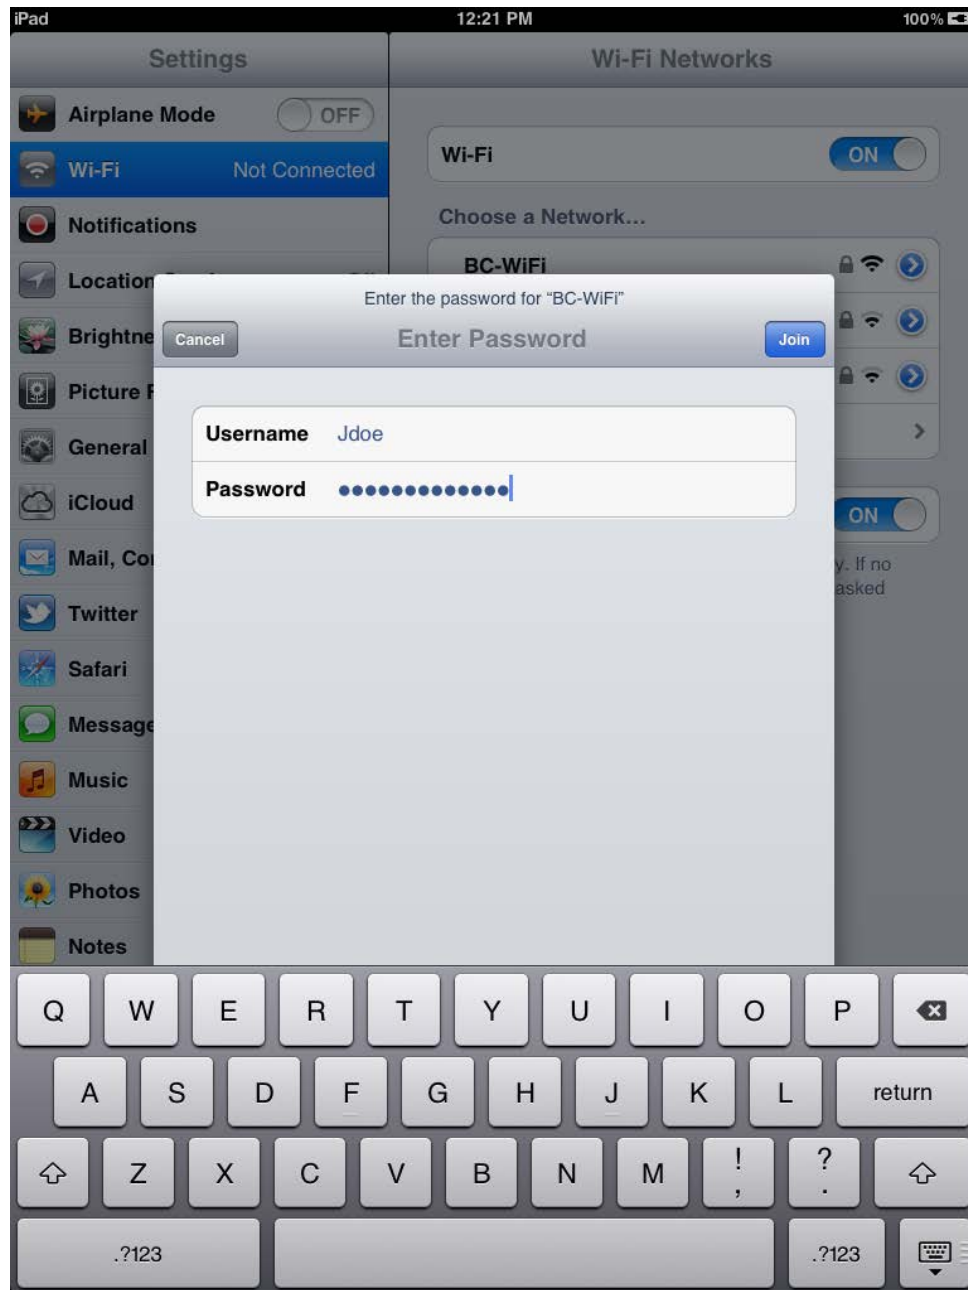 iPad 12:21 PM 100%
Settings
Wi-Fi Networks
Airplane Mode OFF
Wi-Fi Not Connected
Wi-Fi ON
Notifications
Choose a Network...
BC-WiFi
Location
Enter the password for “BC-WiFi”
Cancel Enter Password Join
Brightne
Picture F
Username Jdoe
General
Password •••••••••••••
iCloud
ON
Mail, Co
y. If no
asked
Twitter
Safari
Message
Music
Video
Photos
Notes
Q W E R T Y U I O P
A S D F G H J K L return
Z X C V B N M ! , ? .
.?123 .?123